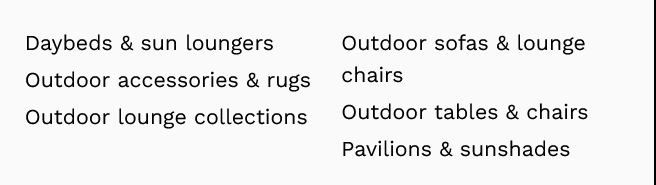 Daybeds & sun loungers
Outdoor accessories & rugs
Outdoor lounge collections
Outdoor sofas & lounge
chairs
Outdoor tables & chairs
Pavilions & sunshades